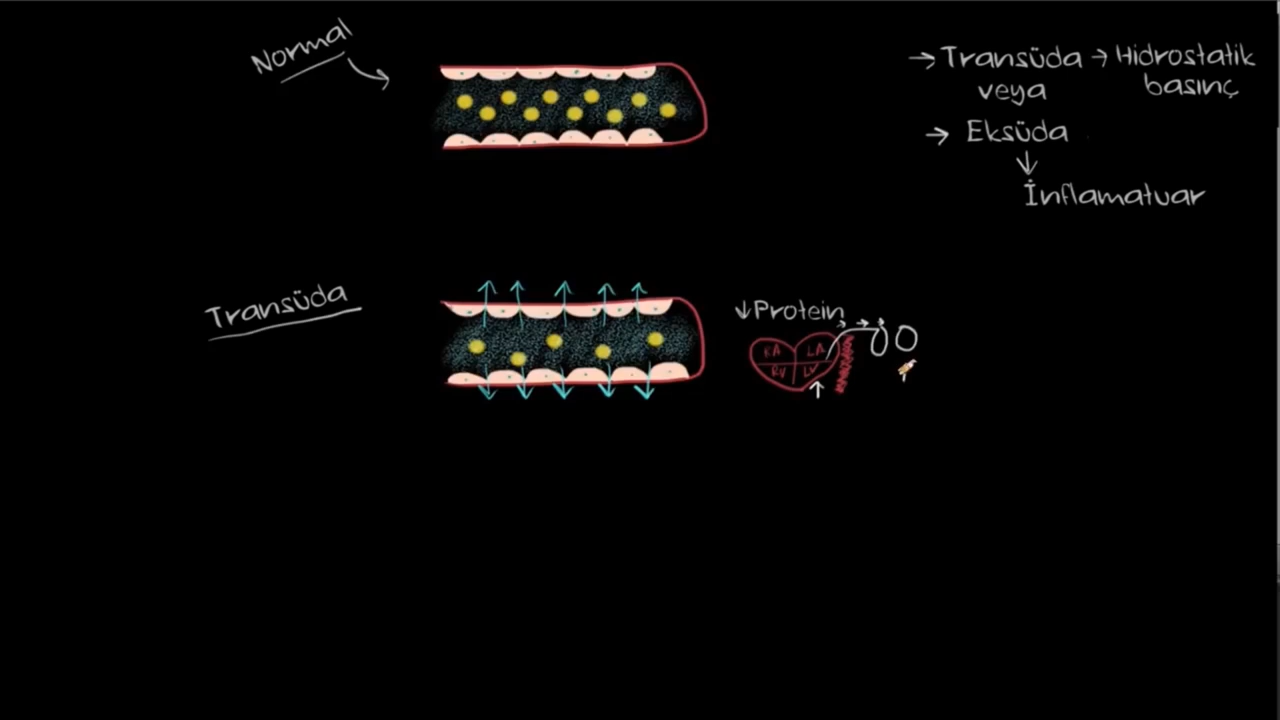 Normal
→ Transüda → Hidrostatik
veya basınç
→ Eksüda
↓
İnflamatuar
Transüda
↓Protein
RA LA
RV LV
↑